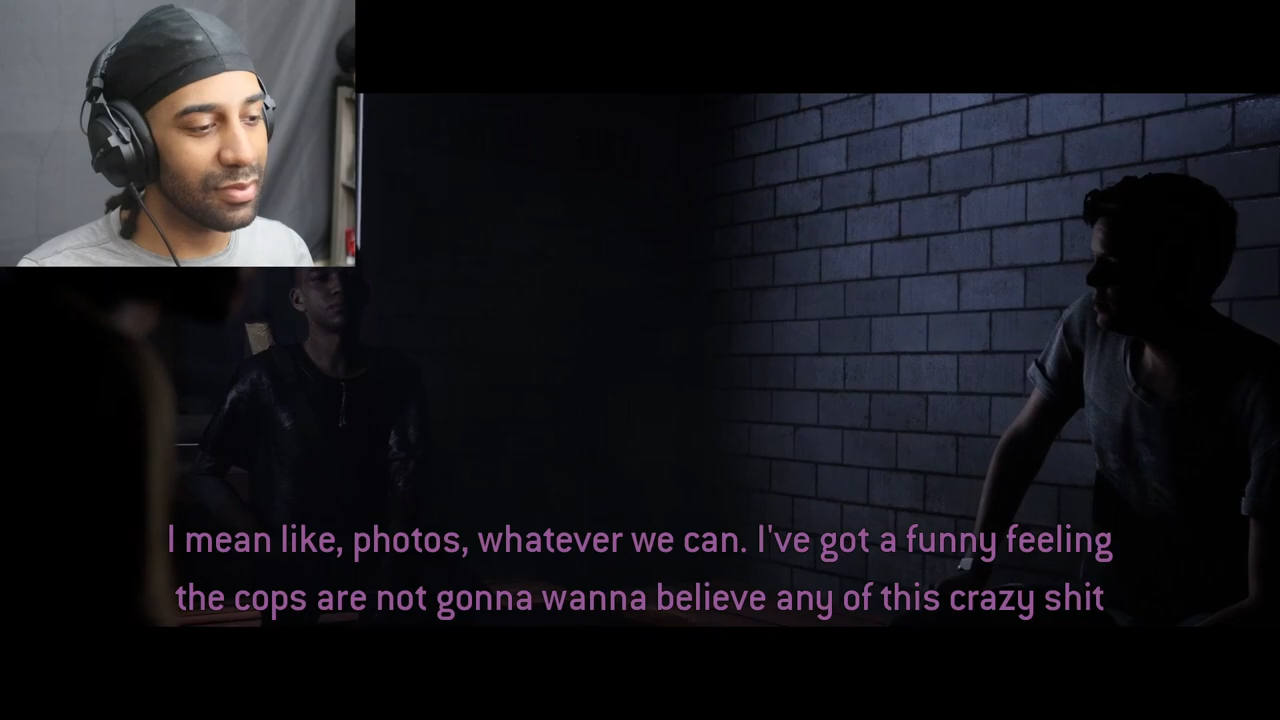 I mean like, photos, whatever we can. I've got a funny feeling
the cops are not gonna wanna believe any of this crazy shit